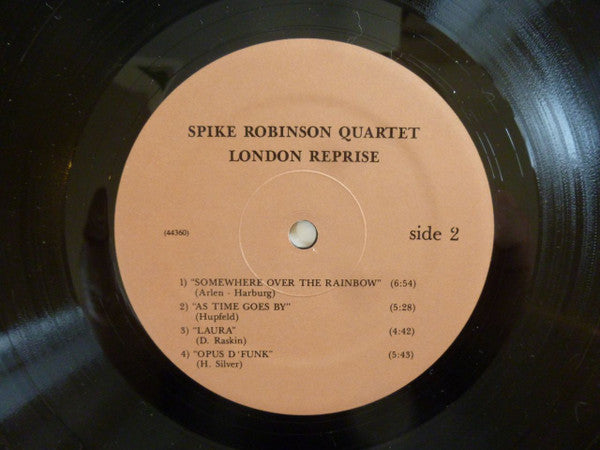 SPIKE ROBINSON QUARTET
LONDON REPRISE
(44360)
side 2
1) "SOMEWHERE OVER THE RAINBOW" (6:54)
(Arlen - Harburg)
2) "AS TIME GOES BY" (5:28)
(Hupfeld)
3) "LAURA" (4:42)
(D. Raskin)
4) "OPUS D'FUNK" (5:43)
(H. Silver)